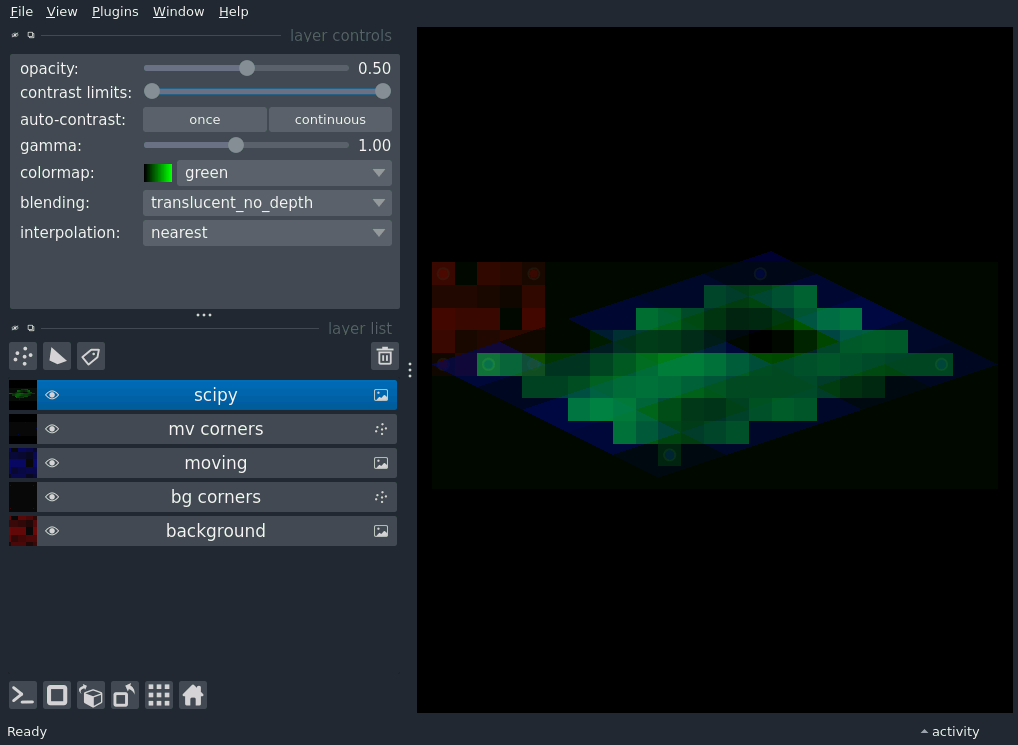 File View Plugins Window Help
layer controls
opacity: 0.50
contrast limits:
auto-contrast: once continuous
gamma: 1.00
colormap: green
blending: translucent_no_depth
interpolation: nearest
layer list
scipy
mv corners
moving
bg corners
background
Ready activity